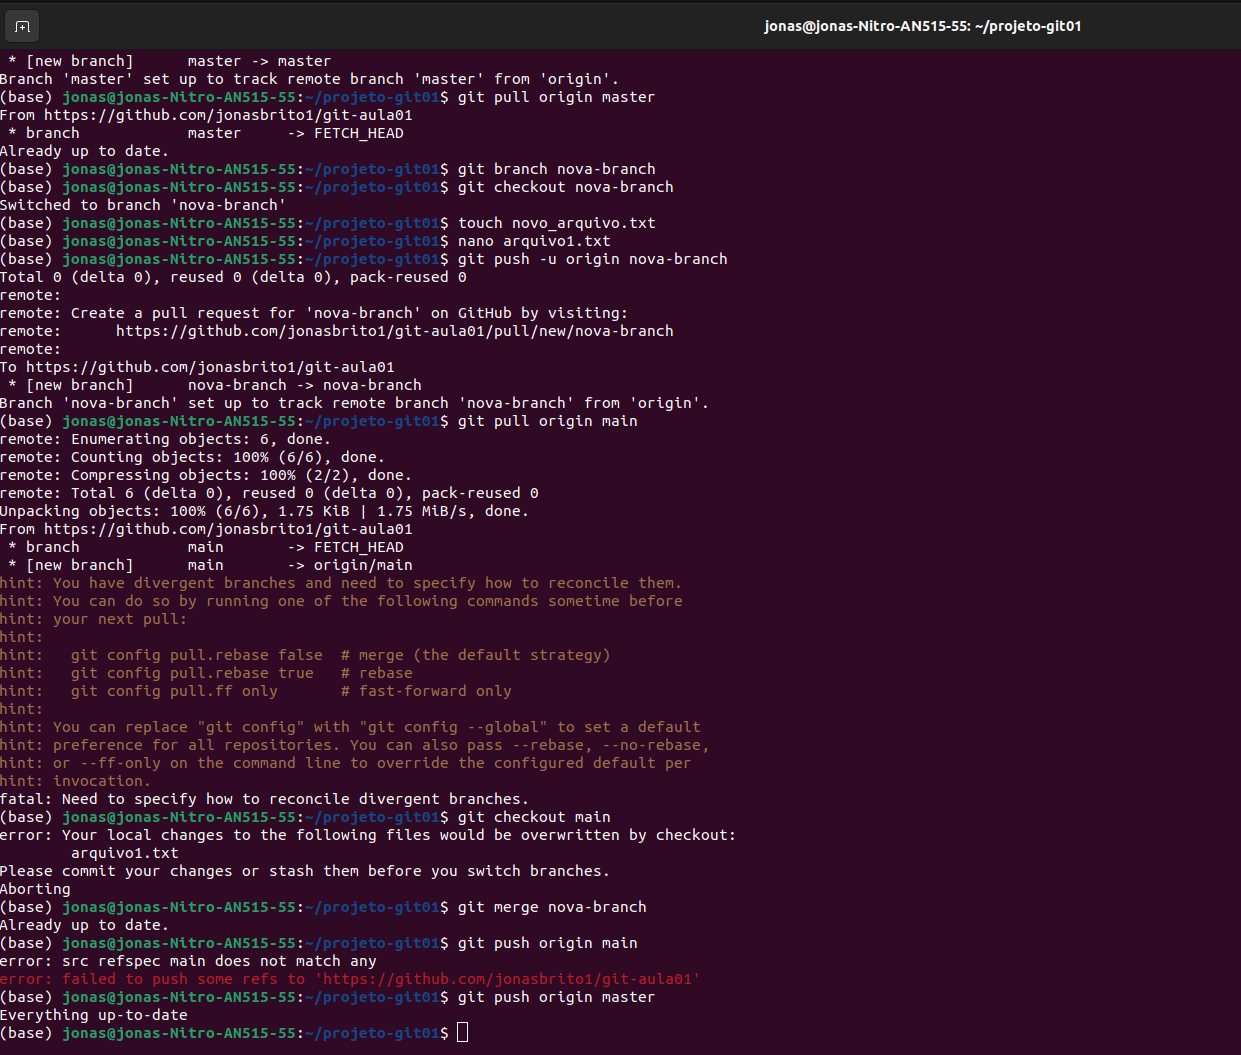 jonas@jonas-Nitro-AN515-55: ~/projeto-git01
 * [new branch]      master -> master
Branch 'master' set up to track remote branch 'master' from 'origin'.
(base) jonas@jonas-Nitro-AN515-55:~/projeto-git01$ git pull origin master
From https://github.com/jonasbrito1/git-aula01
 * branch            master     -> FETCH_HEAD
Already up to date.
(base) jonas@jonas-Nitro-AN515-55:~/projeto-git01$ git branch nova-branch
(base) jonas@jonas-Nitro-AN515-55:~/projeto-git01$ git checkout nova-branch
Switched to branch 'nova-branch'
(base) jonas@jonas-Nitro-AN515-55:~/projeto-git01$ touch novo_arquivo.txt
(base) jonas@jonas-Nitro-AN515-55:~/projeto-git01$ nano arquivo1.txt
(base) jonas@jonas-Nitro-AN515-55:~/projeto-git01$ git push -u origin nova-branch
Total 0 (delta 0), reused 0 (delta 0), pack-reused 0
remote:
remote: Create a pull request for 'nova-branch' on GitHub by visiting:
remote:      https://github.com/jonasbrito1/git-aula01/pull/new/nova-branch
remote:
To https://github.com/jonasbrito1/git-aula01
 * [new branch]      nova-branch -> nova-branch
Branch 'nova-branch' set up to track remote branch 'nova-branch' from 'origin'.
(base) jonas@jonas-Nitro-AN515-55:~/projeto-git01$ git pull origin main
remote: Enumerating objects: 6, done.
remote: Counting objects: 100% (6/6), done.
remote: Compressing objects: 100% (2/2), done.
remote: Total 6 (delta 0), reused 0 (delta 0), pack-reused 0
Unpacking objects: 100% (6/6), 1.75 KiB | 1.75 MiB/s, done.
From https://github.com/jonasbrito1/git-aula01
 * branch            main       -> FETCH_HEAD
 * [new branch]      main       -> origin/main
hint: You have divergent branches and need to specify how to reconcile them.
hint: You can do so by running one of the following commands sometime before
hint: your next pull:
hint:
hint:   git config pull.rebase false  # merge (the default strategy)
hint:   git config pull.rebase true   # rebase
hint:   git config pull.ff only       # fast-forward only
hint:
hint: You can replace "git config" with "git config --global" to set a default
hint: preference for all repositories. You can also pass --rebase, --no-rebase,
hint: or --ff-only on the command line to override the configured default per
hint: invocation.
fatal: Need to specify how to reconcile divergent branches.
(base) jonas@jonas-Nitro-AN515-55:~/projeto-git01$ git checkout main
error: Your local changes to the following files would be overwritten by checkout:
        arquivo1.txt
Please commit your changes or stash them before you switch branches.
Aborting
(base) jonas@jonas-Nitro-AN515-55:~/projeto-git01$ git merge nova-branch
Already up to date.
(base) jonas@jonas-Nitro-AN515-55:~/projeto-git01$ git push origin main
error: src refspec main does not match any
error: failed to push some refs to 'https://github.com/jonasbrito1/git-aula01'
(base) jonas@jonas-Nitro-AN515-55:~/projeto-git01$ git push origin master
Everything up-to-date
(base) jonas@jonas-Nitro-AN515-55:~/projeto-git01$